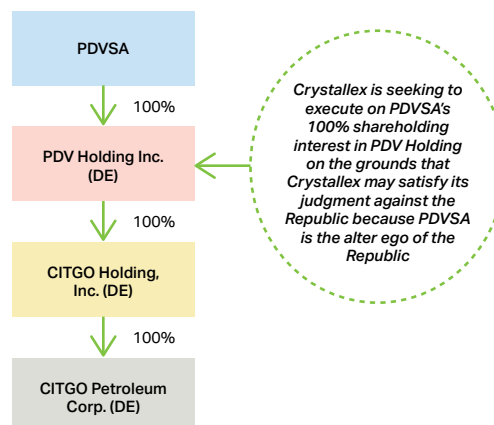 PDVSA
100%
PDV Holding Inc.
(DE)
100%
CITGO Holding,
Inc. (DE)
100%
CITGO Petroleum
Corp. (DE)
Crystallex is seeking to
execute on PDVSA's
100% shareholding
interest in PDV Holding
on the grounds that
Crystallex may satisfy its
judgment against the
Republic because PDVSA
is the alter ego of the
Republic